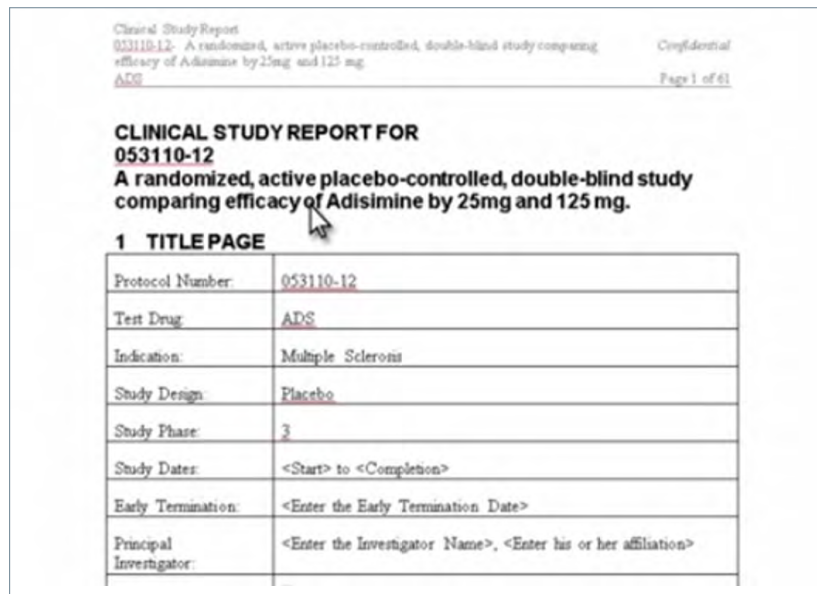 Clinical Study Report
053110-12- A randomized, active placebo-controlled, double-blind study comparing Confidential
efficacy of Adisimine by 25mg and 125 mg.
ADS Page 1 of 61
CLINICAL STUDY REPORT FOR
053110-12
A randomized, active placebo-controlled, double-blind study
comparing efficacy of Adisimine by 25mg and 125 mg.
1 TITLE PAGE
Protocol Number: 053110-12
Test Drug: ADS
Indication: Multiple Sclerosis
Study Design: Placebo
Study Phase: 3
Study Dates: <Start> to <Completion>
Early Termination: <Enter the Early Termination Date>
Principal <Enter the Investigator Name>, <Enter his or her affiliation>
Investigator: